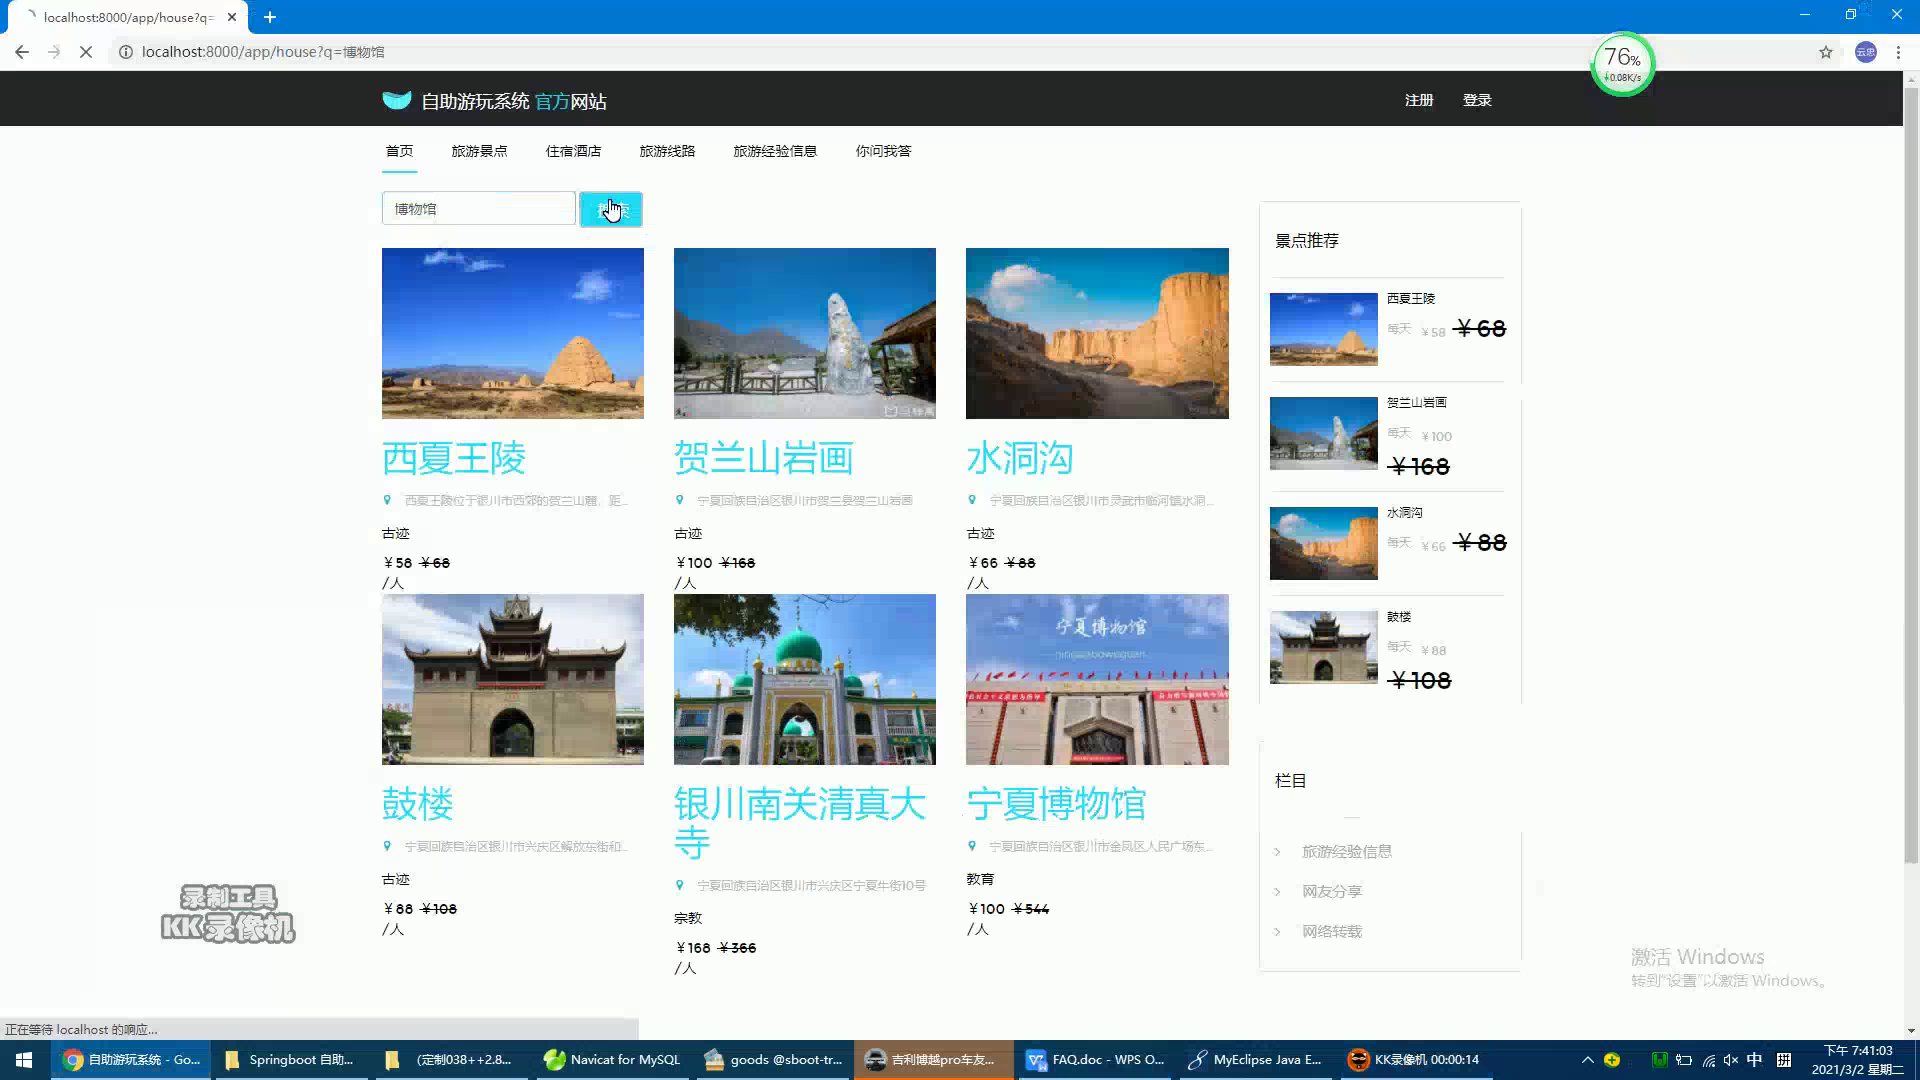 localhost:8000/app/house?q=
localhost:8000/app/house?q=博物馆
76%
0.08K/s
云忠
自助游玩系统 官方网站
注册
登录
首页
旅游景点
住宿酒店
旅游线路
旅游经验信息
你问我答
博物馆
西夏王陵
西夏王陵位于银川市西郊的贺兰山麓，距...
古迹
￥58 ￥68
/人
贺兰山岩画
宁夏回族自治区银川市贺兰县贺兰山岩画
古迹
￥100 ￥168
/人
水洞沟
宁夏回族自治区银川市灵武市临河镇水洞...
古迹
￥66 ￥88
/人
宁夏博物馆
鼓楼
宁夏回族自治区银川市兴庆区解放东街和...
古迹
￥88 ￥108
/人
银川南关清真大
寺
宁夏回族自治区银川市兴庆区宁夏牛街10号
宗教
￥168 ￥366
/人
宁夏博物馆
宁夏回族自治区银川市金凤区人民广场东...
教育
￥100 ￥544
/人
景点推荐
西夏王陵
每天 ￥58 ￥68
贺兰山岩画
每天 ￥100
￥168
水洞沟
每天 ￥66 ￥88
鼓楼
每天 ￥88
￥108
栏目
旅游经验信息
网友分享
网络转载
录制工具
KK录像机
激活 Windows
转到"设置"以激活 Windows。
正在等待 localhost 的响应...
自助游玩系统 - Go...
Springboot 自助...
(定制038++2.8...
Navicat for MySQL
goods @sboot-tr...
吉利博越pro车友...
FAQ.doc - WPS O...
MyEclipse Java E...
KK录像机 00:00:14
中
拼
下午 7:41:03
2021/3/2 星期二